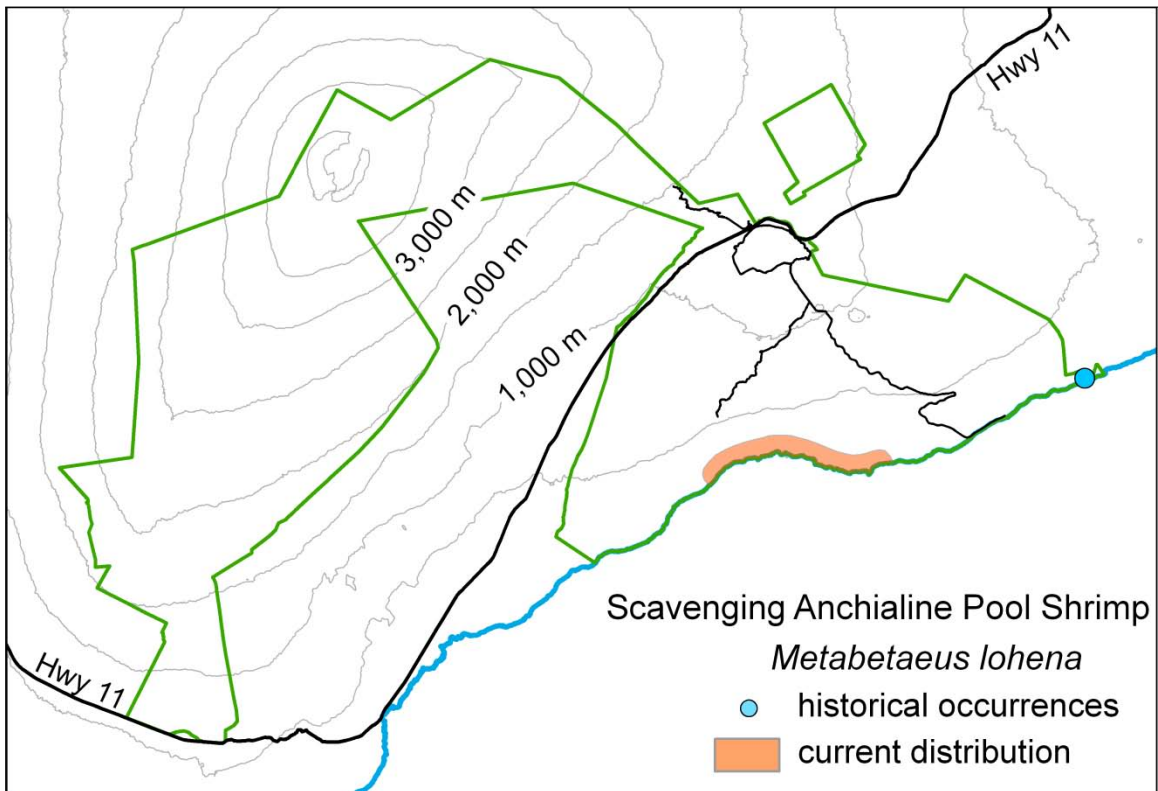 Hwy 11
3,000 m
2,000 m
1,000 m
Hwy 11
Scavenging Anchialine Pool Shrimp
Metabetaeus lohena
historical occurrences
current distribution